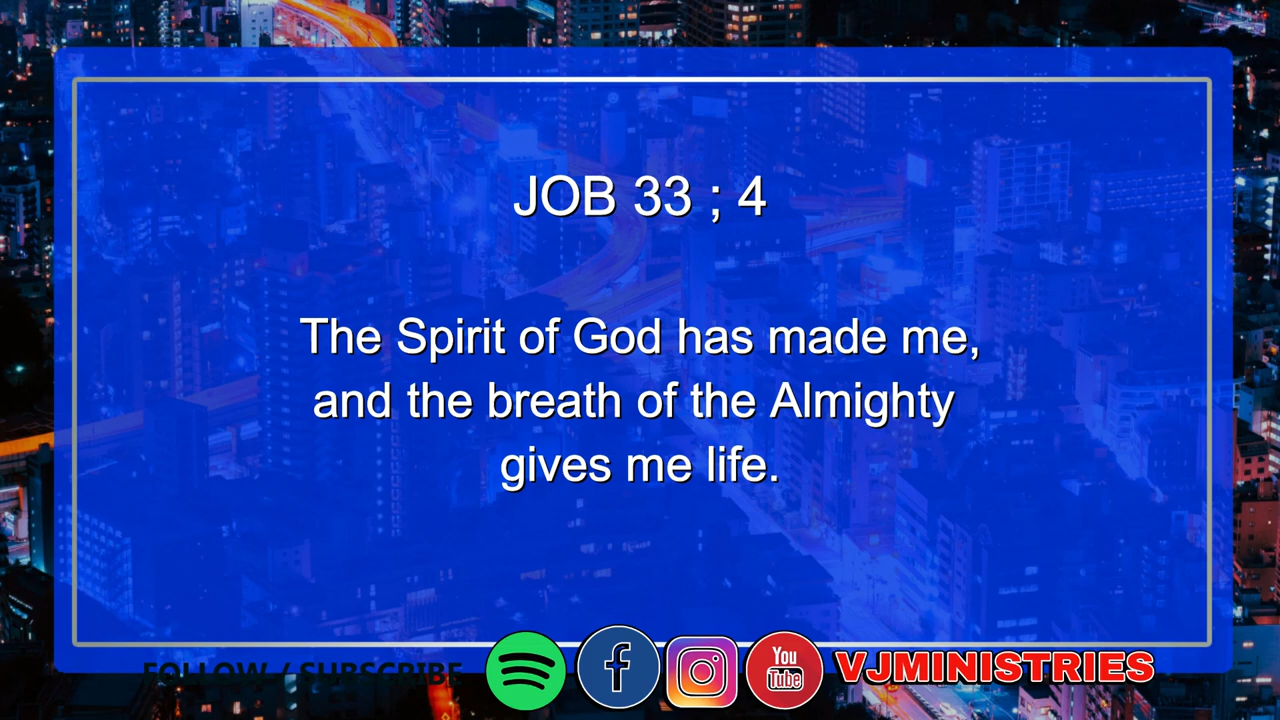 JOB 33 ; 4
The Spirit of God has made me,
and the breath of the Almighty
gives me life.
FOLLOW / SUBSCRIBE
You
Tube
VJMINISTRIES